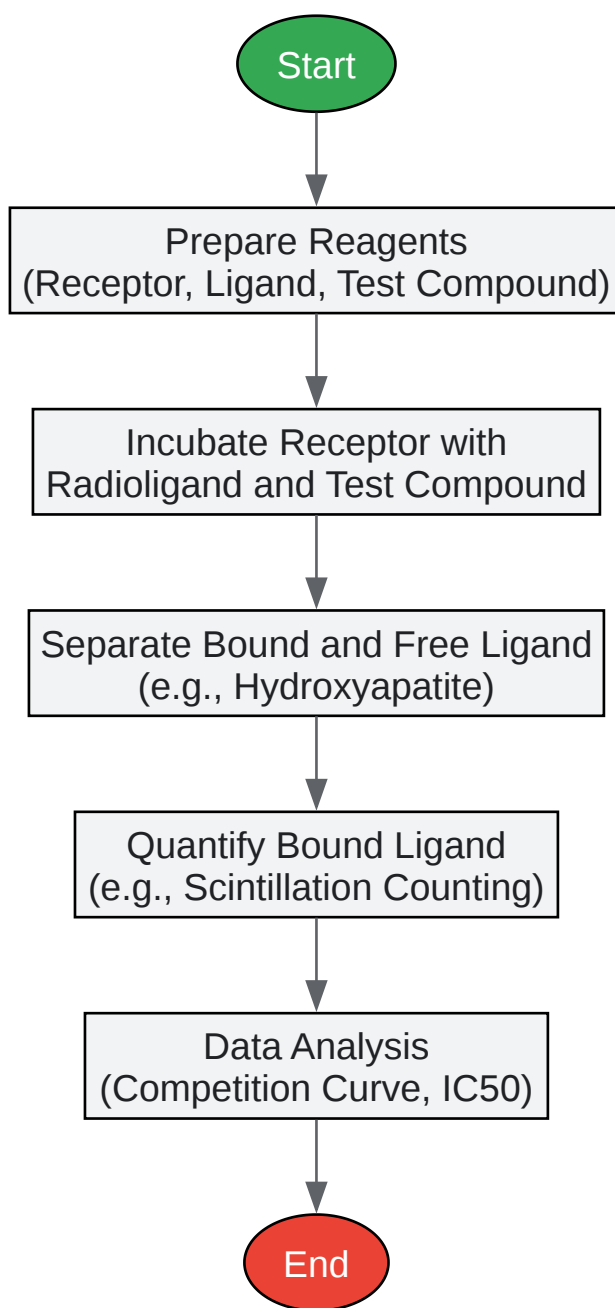 Start
Prepare Reagents
(Receptor, Ligand, Test Compound)
Incubate Receptor with
Radioligand and Test Compound
Separate Bound and Free Ligand
(e.g., Hydroxyapatite)
Quantify Bound Ligand
(e.g., Scintillation Counting)
Data Analysis
(Competition Curve, IC50)
End